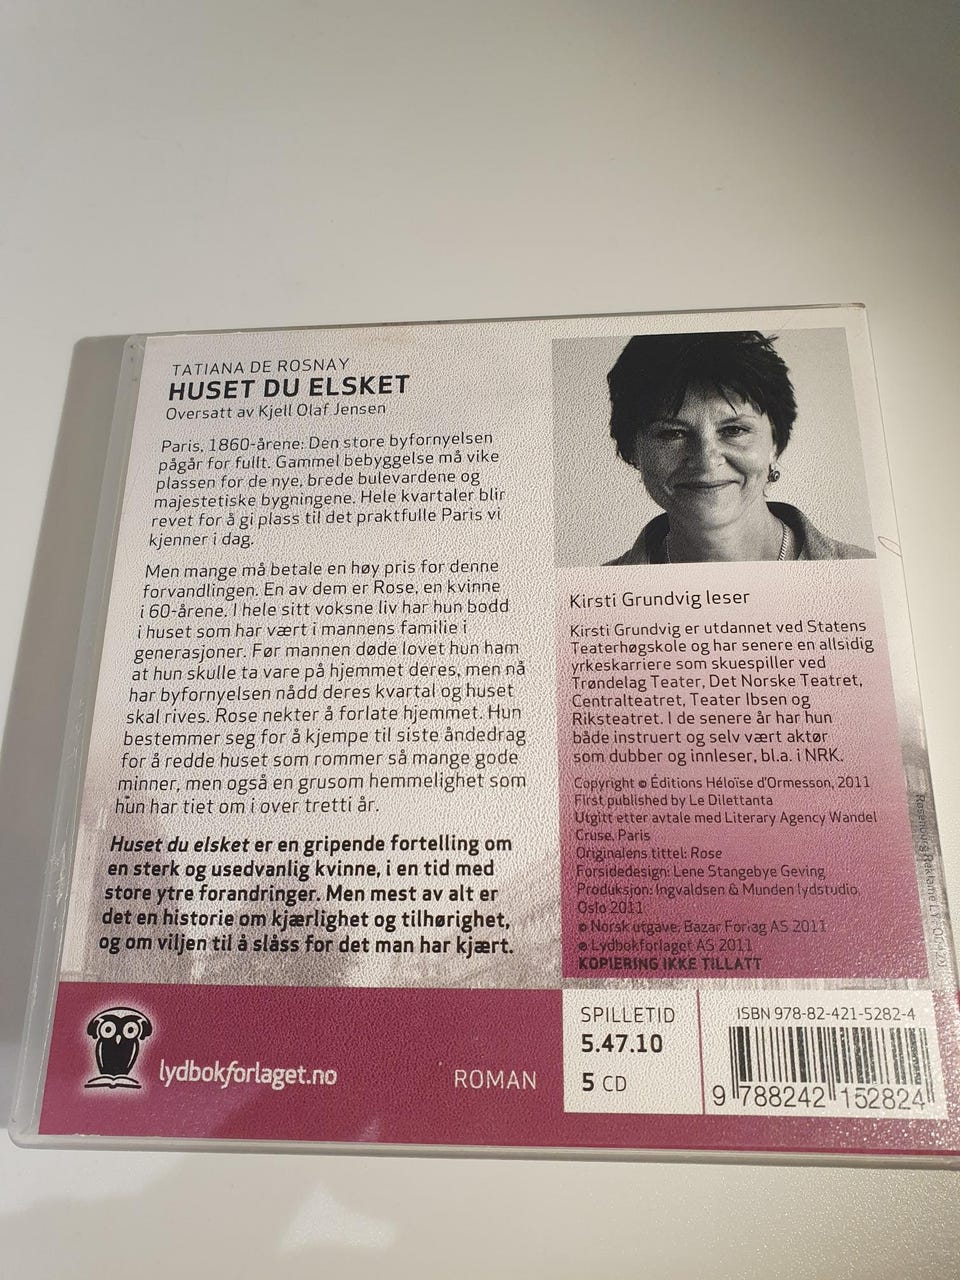 TATIANA DE ROSNAY
HUSET DU ELSKET
Oversatt av Kjell Olaf Jensen
Paris, 1860-årene: Den store byfornyelsen
pågår for fullt. Gammel bebyggelse må vike
plassen for de nye, brede bulevardene og
majestetiske bygningene. Hele kvartaler blir
revet for å gi plass til det praktfulle Paris vi
kjenner i dag.
Men mange må betale en høy pris for denne
forvandlingen. En av dem er Rose, en kvinne
i 60-årene. I hele sitt voksne liv har hun bodd
i huset som har vært i mannens familie i
generasjoner. Før mannen døde lovet hun ham
at hun skulle ta vare på hjemmet deres, men nå
har byfornyelsen nådd deres kvartal og huset
skal rives. Rose nekter å forlate hjemmet. Hun
bestemmer seg for å kjempe til siste åndedrag
for å redde huset som rommer så mange gode
minner, men også en grusom hemmelighet som
hun har tiet om i over tretti år.
Huset du elsket er en gripende fortelling om
en sterk og usedvanlig kvinne, i en tid med
store ytre forandringer. Men mest av alt er
det en historie om kjærlighet og tilhørighet,
og om viljen til å slåss for det man har kjært.
Kirsti Grundvig leser
Kirsti Grundvig er utdannet ved Statens
Teaterhøgskole og har senere en allsidig
yrkeskarriere som skuespiller ved
Trøndelag Teater, Det Norske Teatret,
Centralteatret, Teater Ibsen og
Riksteatret. I de senere år har hun
både instruert og selv vært aktør
som dubber og innleser, bl.a. i NRK.
Copyright © Éditions Héloïse d'Ormesson, 2011
First published by Le Dilettanta
Utgitt etter avtale med Literary Agency Wandel
Cruse, Paris
Originalens tittel: Rose
Forsidedesign: Lene Stangebye Geving
Produksjon: Ingvaldsen & Munden lydstudio,
Oslo 2011
© Norsk utgave: Bazar Forlag AS 2011
℗ Lydbokforlaget AS 2011
KOPIERING IKKE TILLATT
lydbokforlaget.no
ROMAN
SPILLETID
5.47.10
5 CD
ISBN 978-82-421-5282-4
9 788242 152824